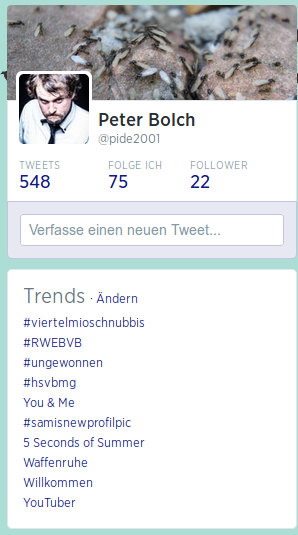 Peter Bolch
@pide2001
TWEETS FOLGE ICH FOLLOWER
548 75 22
Verfasse einen neuen Tweet...
Trends · Ändern
#viertelmioschnubbis
#RWEBVB
#ungewonnen
#hsvbmg
You & Me
#samisnewprofilpic
5 Seconds of Summer
Waffenruhe
Willkommen
YouTuber